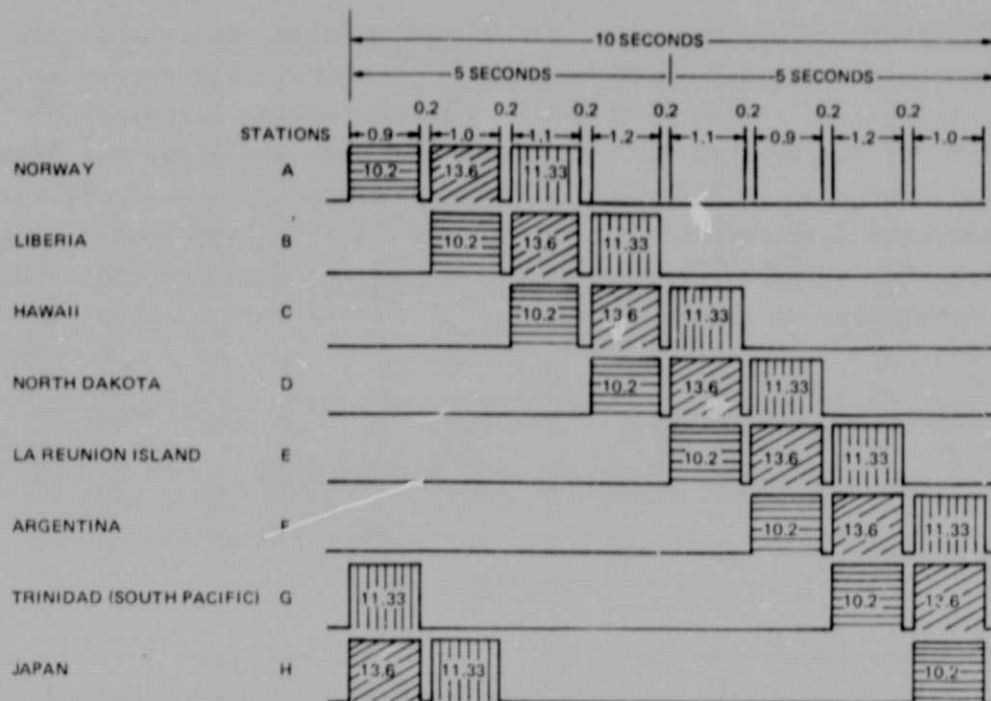 10 SECONDS
5 SECONDS 5 SECONDS
0.2 0.2 0.2 0.2 0.2 0.2 0.2
STATIONS 0.9 1.0 1.1 1.2 1.1 0.9 1.2 1.0
NORWAY A 10.2 13.6 11.33
LIBERIA B 10.2 13.6 11.33
HAWAII C 10.2 13.6 11.33
NORTH DAKOTA D 10.2 13.6 11.33
LA REUNION ISLAND E 10.2 13.6 11.33
ARGENTINA F 10.2 13.6 11.33
TRINIDAD (SOUTH PACIFIC) G 11.33 10.2 13.6
JAPAN H 13.6 11.33 10.2